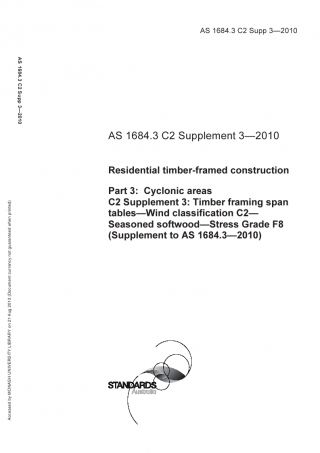 AS 1684.3 C2 Supp 3—2010
AS 1684.3 C2 Supp 3—2010
AS 1684.3 C2 Supplement 3—2010
Residential timber-framed construction
Part 3: Cyclonic areas
C2 Supplement 3: Timber framing span
tables—Wind classification C2—
Seasoned softwood—Stress Grade F8
(Supplement to AS 1684.3—2010)
Accessed by MONASH UNIVERSITY LIBRARY on 21 Aug 2010 (Document currency not guaranteed when printed)
STANDARDS
Australia